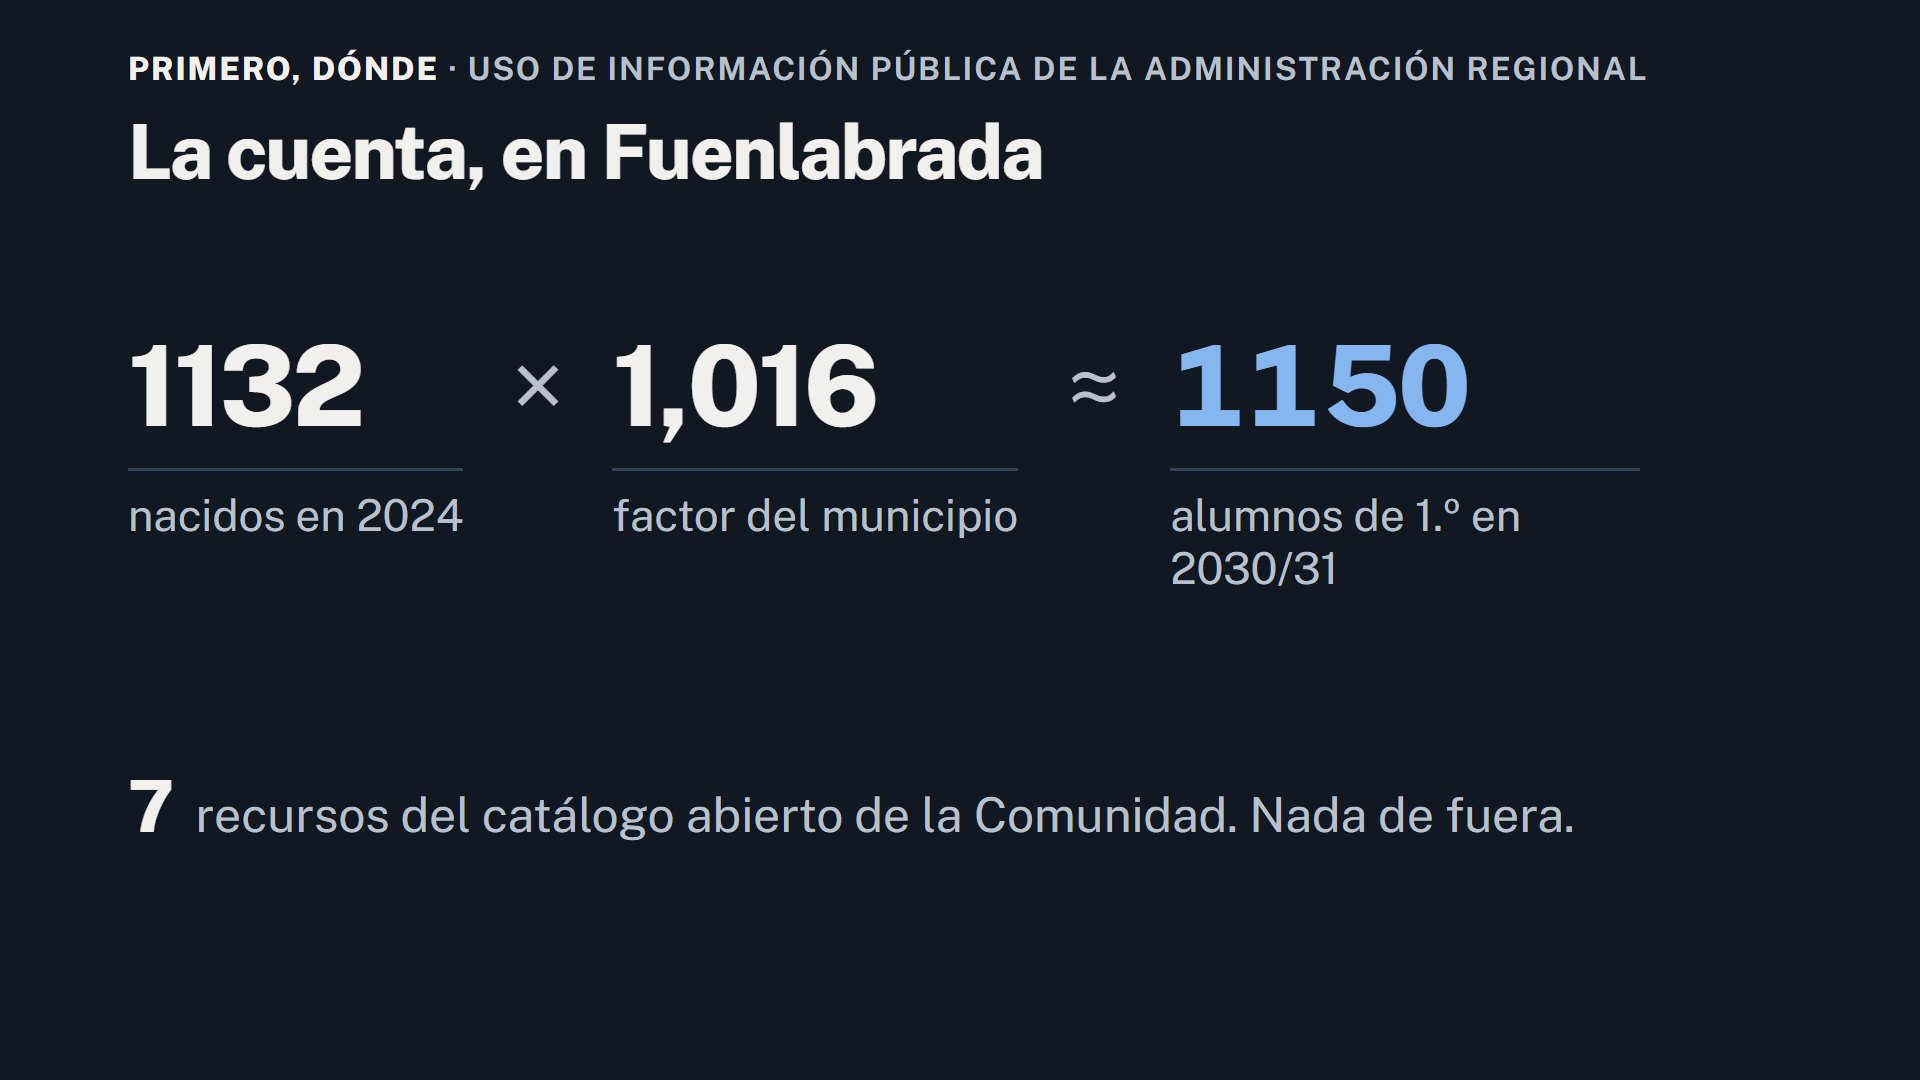 PRIMERO, DÓNDE · USO DE INFORMACIÓN PÚBLICA DE LA ADMINISTRACIÓN REGIONAL
La cuenta, en Fuenlabrada
1132 × 1,016 ≈ 1150
nacidos en 2024 factor del municipio alumnos de 1.º en
2030/31
7 recursos del catálogo abierto de la Comunidad. Nada de fuera.